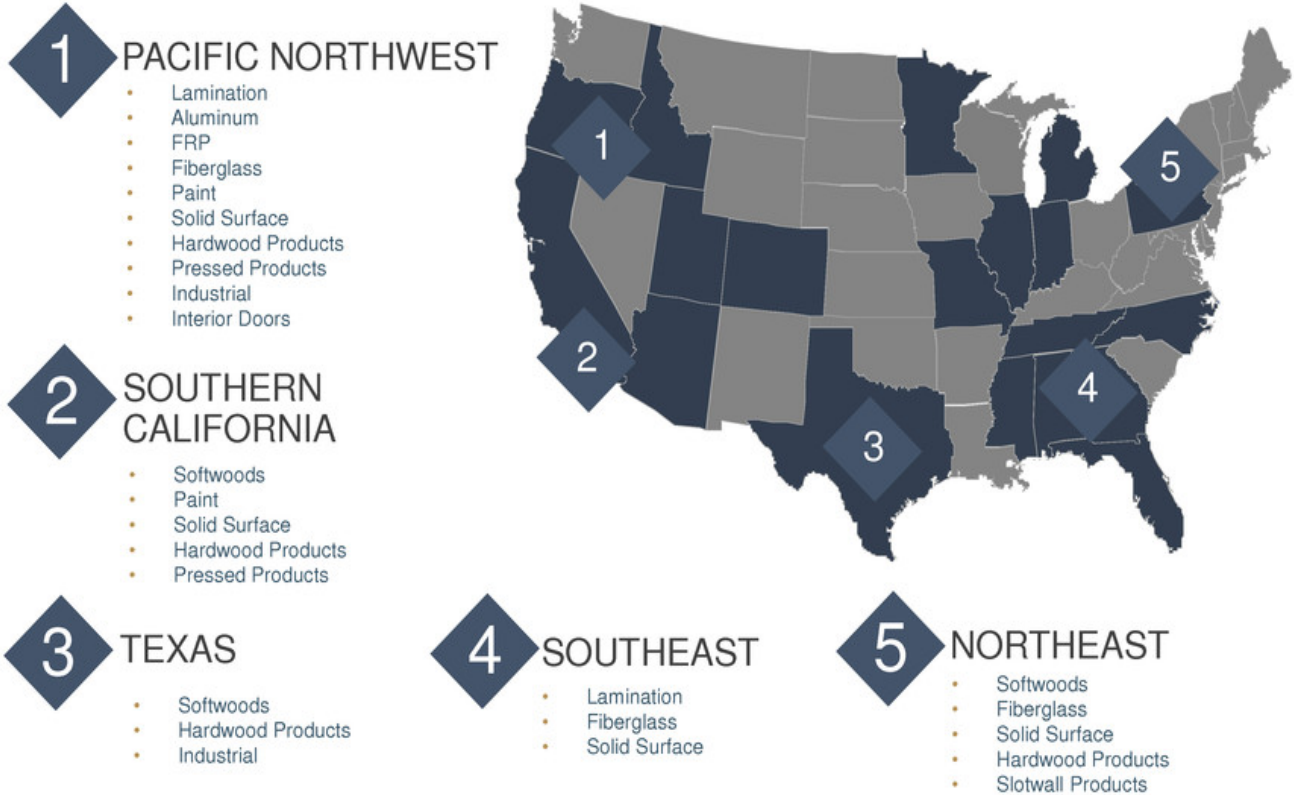 1
PACIFIC NORTHWEST
• Lamination
• Aluminum
• FRP
• Fiberglass
• Paint
• Solid Surface
• Hardwood Products
• Pressed Products
• Industrial
• Interior Doors
2
SOUTHERN
CALIFORNIA
• Softwoods
• Paint
• Solid Surface
• Hardwood Products
• Pressed Products
1
5
2
4
3
3
TEXAS
• Softwoods
• Hardwood Products
• Industrial
4
SOUTHEAST
• Lamination
• Fiberglass
• Solid Surface
5
NORTHEAST
• Softwoods
• Fiberglass
• Solid Surface
• Hardwood Products
• Slotwall Products